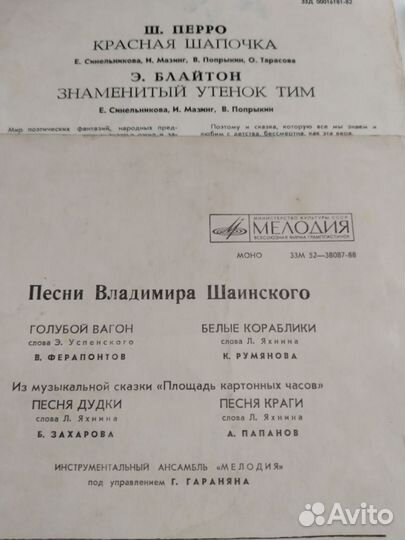 33Д 00016181-82
Ш. ПЕРРО
КРАСНАЯ ШАПОЧКА
Е. Синельникова, И. Мазинг, В. Попрыкин, О. Тарасова
Э. БЛАЙТОН
ЗНАМЕНИТЫЙ УТЕНОК ТИМ
Е. Синельникова, И. Мазинг, В. Попрыкин
Мир поэтических фантазий, народных пред-
Поэтому и сказка, которую все мы знаем и
любим с детства, бессмертна, как эта вера.
МИНИСТЕРСТВО КУЛЬТУРЫ СССР
МЕЛОДИЯ
ВСЕСОЮЗНАЯ ФИРМА ГРАМПЛАСТИНОК
МОНО 33М 52—38087-88
Песни Владимира Шаинского
ГОЛУБОЙ ВАГОН
слова Э. Успенского
В. ФЕРАПОНТОВ
БЕЛЫЕ КОРАБЛИКИ
слова Л. Яхнина
К. РУМЯНОВА
Из музыкальной сказки «Площадь картонных часов»
ПЕСНЯ ДУДКИ
слова Л. Яхнина
Б. ЗАХАРОВА
ПЕСНЯ КРАГИ
слова Л. Яхнина
А. ПАПАНОВ
ИНСТРУМЕНТАЛЬНЫЙ АНСАМБЛЬ «МЕЛОДИЯ»
под управлением Г. ГАРАНЯНА
Avito